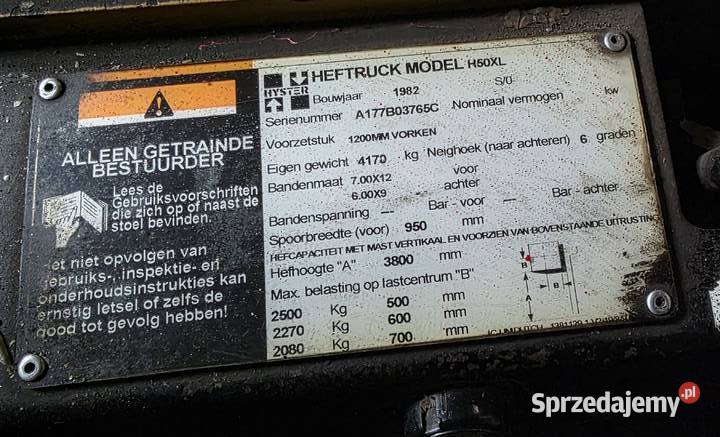 ALLEEN GETRAINDE
BESTUURDER
Lees de
Gebruiksvoorschriften
die zich op of naast de
stoel bevinden.
et niet opvolgen van
gebruiks-, inspektie- en
onderhoudsinstrukties kan
ernstig letsel of zelfs de
dood tot gevolg hebben!
HYSTER
HEFTRUCK MODEL H50XL
Bouwjaar 1982 S/0
Serienummer A177B03765C Nominaal vermogen kw
Voorzetstuk 1200MM VORKEN
Eigen gewicht 4170 kg Neighoek (naar achteren) 6 graden
Bandenmaat 7.00X12 voor
6.00X9 achter
Bandenspanning --- Bar - voor --- Bar - achter ---
Spoorbreedte (voor) 950 mm
HEFCAPACITEIT MET MAST VERTIKAAL EN VOORZIEN VAN BOVENSTAANDE UITRUSTING
Hefhoogte "A" 3800 mm
Max. belasting op lastcentrum "B"
2500 Kg 500 mm
2270 Kg 600 mm
2080 Kg 700 mm
B
B
A
Sprzedajemy.pl